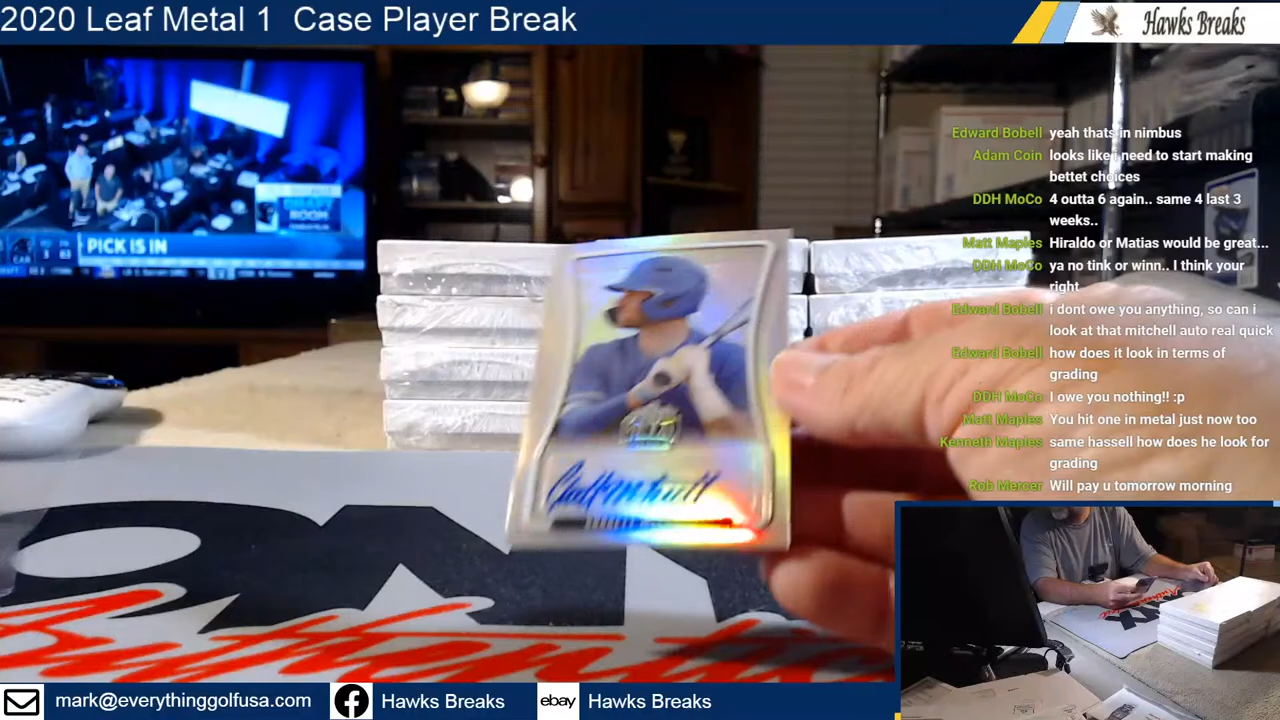 2020 Leaf Metal 1 Case Player Break
Hawks Breaks
PICK IS IN
Edward Bobell yeah thats in nimbus
Adam Coin looks like i need to start making
bettet choices
DDH MoCo 4 outta 6 again.. same 4 last 3
weeks..
Matt Maples Hiraldo or Matias would be great...
DDH MoCo ya no tink or winn.. I think your
right
Edward Bobell i dont owe you anything, so can i
look at that mitchell auto real quick
Edward Bobell how does it look in terms of
grading
DDH MoCo I owe you nothing!! :p
Matt Maples You hit one in metal just now too
Kenneth Maples same hassell how does he look for
grading
Rob Mercer Will pay u tomorrow morning
mark@everythinggolfusa.com
Hawks Breaks
ebay
Hawks Breaks